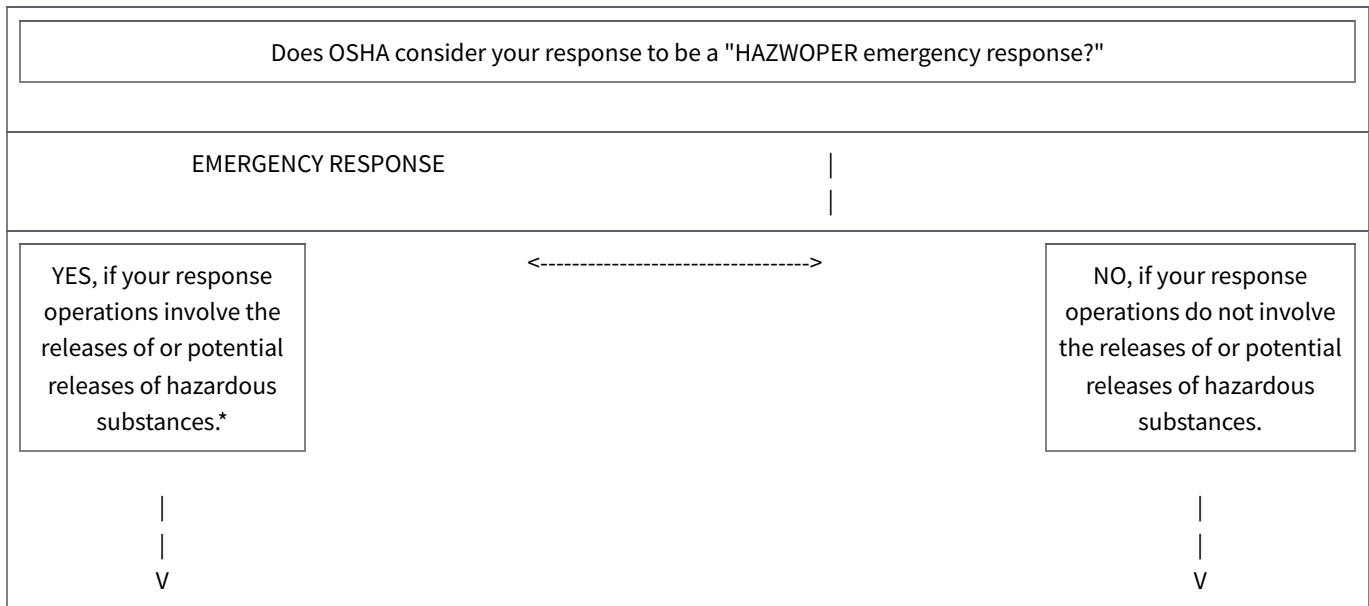 Does OSHA consider your response to be a "HAZWOPER emergency response?"
EMERGENCY RESPONSE
|
|
<--------------------------------->
YES, if your response
operations involve the
releases of or potential
releases of hazardous
substances.*
NO, if your response
operations do not involve
the releases of or potential
releases of hazardous
substances.
|
|
V
|
|
V